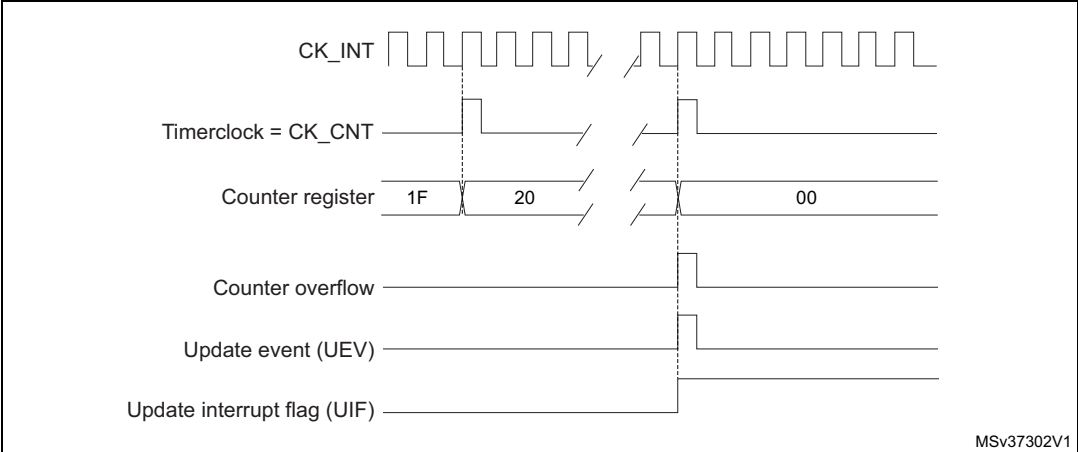 CK_INT
Timerclock = CK_CNT
Counter register 1F 20 00
Counter overflow
Update event (UEV)
Update interrupt flag (UIF)
MSv37302V1